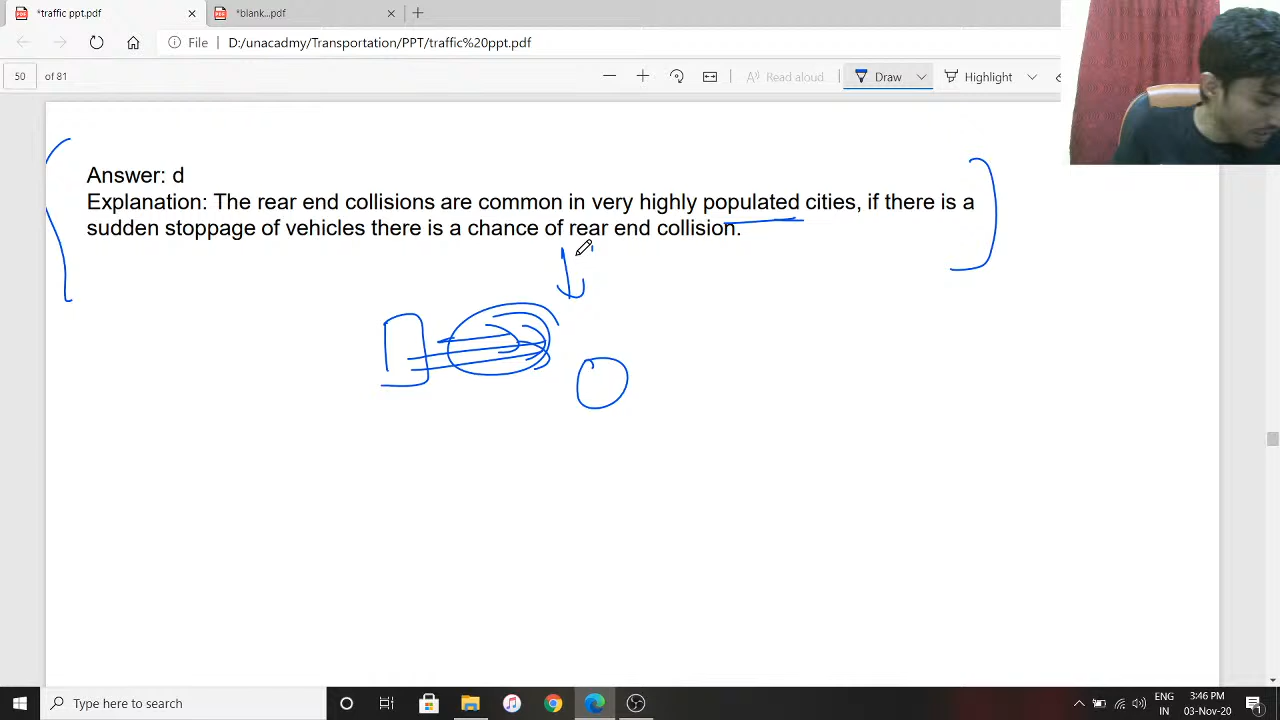 *traffic ppt.pdf
*blank...pdf
File
D:/unacadmy/Transportation/PPT/traffic%20ppt.pdf
50 of 81
Read aloud
Draw
Highlight
Answer: d
Explanation: The rear end collisions are common in very highly populated cities, if there is a
sudden stoppage of vehicles there is a chance of rear end collision.
Type here to search
ENG
IN
3:46 PM
03-Nov-20